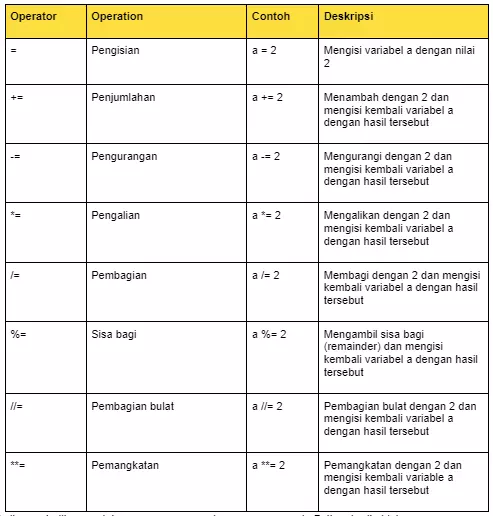 Operator Operation Contoh Deskripsi
= Pengisian a = 2 Mengisi variabel a dengan nilai
2
+= Penjumlahan a += 2 Menambah dengan 2 dan
mengisi kembali variabel a
dengan hasil tersebut
-= Pengurangan a -= 2 Mengurangi dengan 2 dan
mengisi kembali variabel a
dengan hasil tersebut
*= Pengalian a *= 2 Mengalikan dengan 2 dan
mengisi kembali variabel a
dengan hasil tersebut
/= Pembagian a /= 2 Membagi dengan 2 dan mengisi
kembali variabel a dengan hasil
tersebut
%= Sisa bagi a %= 2 Mengambil sisa bagi
(remainder) dan mengisi
kembali variabel a dengan hasil
tersebut
//= Pembagian bulat a //= 2 Pembagian bulat dengan 2 dan
mengisi kembali variabel a
dengan hasil tersebut
**= Pemangkatan a **= 2 Pemangkatan dengan 2 dan
mengisi kembali variable a
dengan hasil tersebut